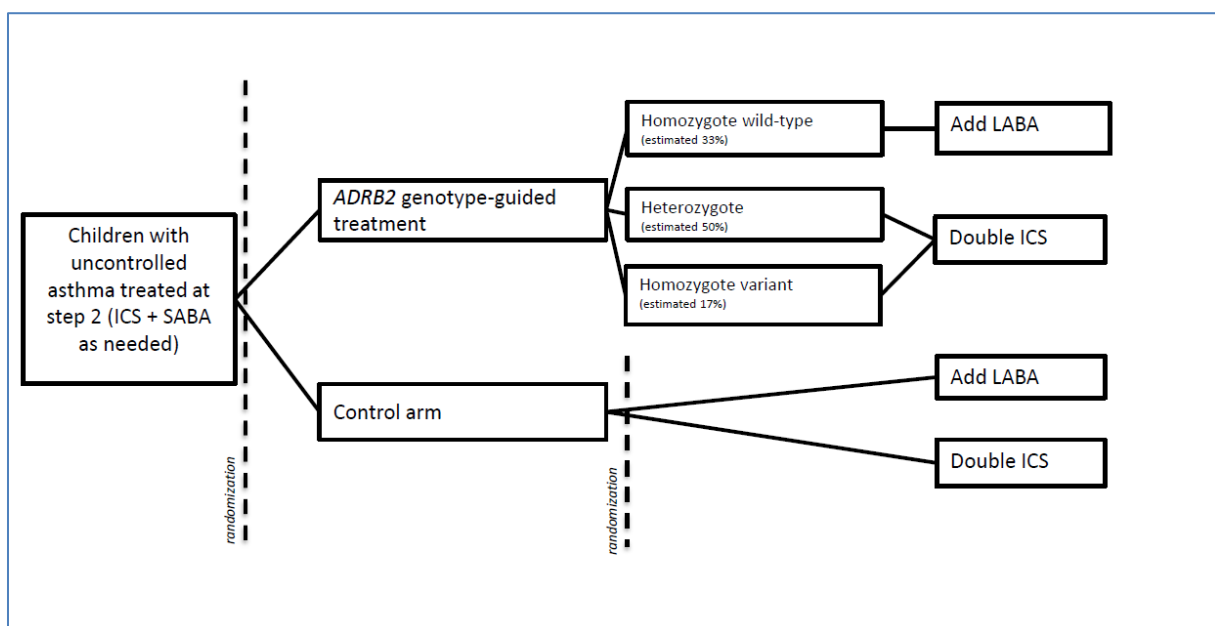 Children with
uncontrolled
asthma treated at
step 2 (ICS + SABA
as needed)
randomization
ADRB2 genotype-guided
treatment
Control arm
Homozygote wild-type
(estimated 33%)
Heterozygote
(estimated 50%)
Homozygote variant
(estimated 17%)
randomization
Add LABA
Double ICS
Add LABA
Double ICS